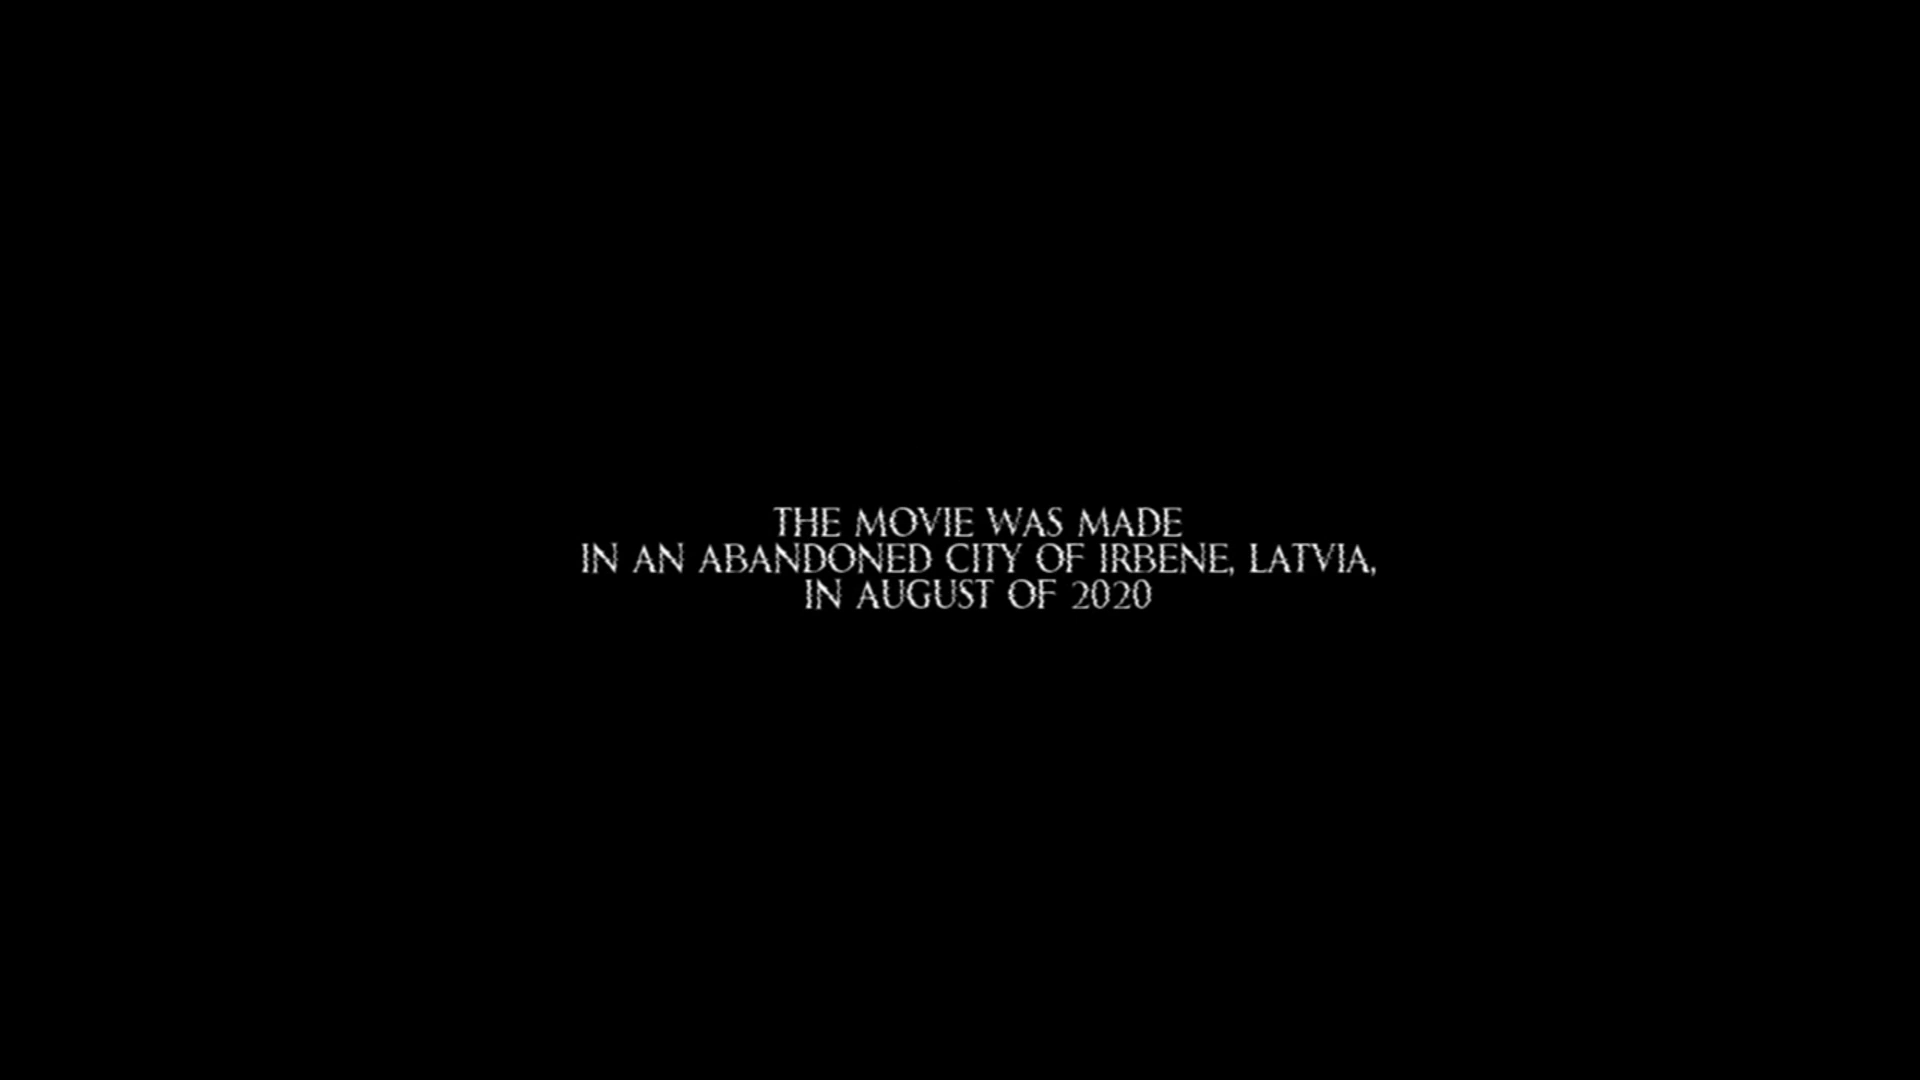 THE MOVIE WAS MADE
IN AN ABANDONED CITY OF IRBENE, LATVIA,
IN AUGUST OF 2020